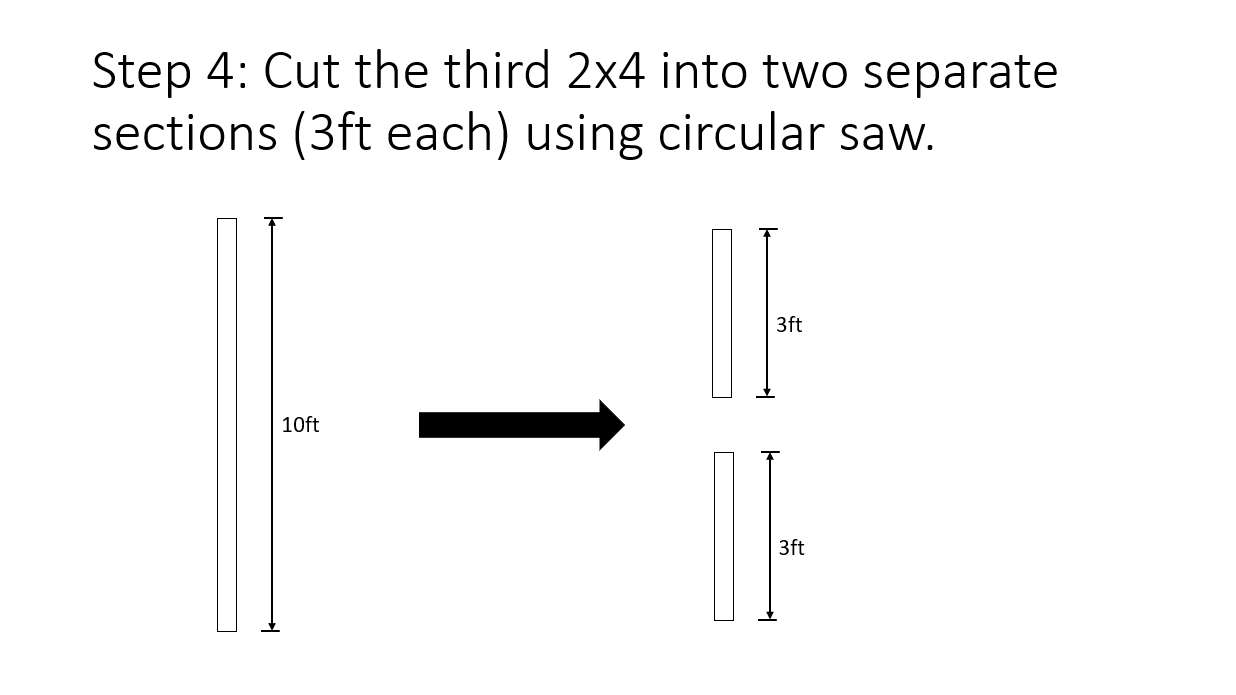 Step 4: Cut the third 2x4 into two separate
sections (3ft each) using circular saw.
10ft
3ft
3ft